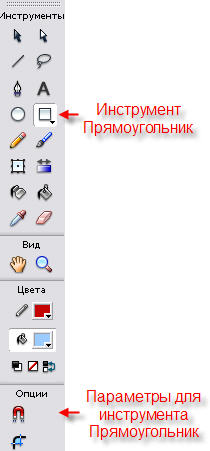 Инструменты
Инструмент
Прямоугольник
Вид
Цвета
Опции
Параметры для
инструмента
Прямоугольник